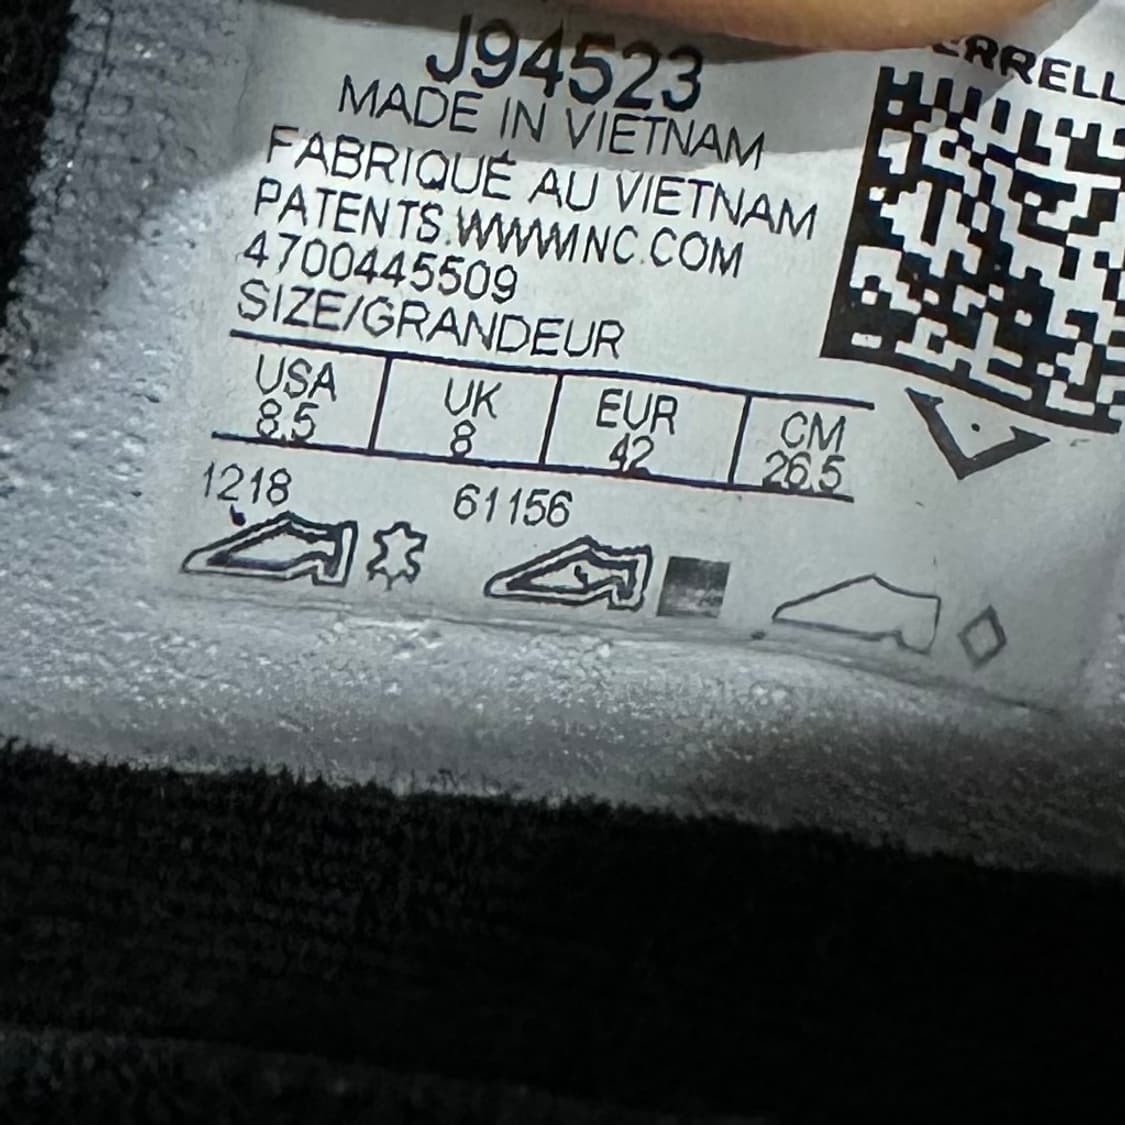 J94523
MADE IN VIETNAM
FABRIQUÉ AU VIETNAM
PATENTS.WWWMNC.COM
4700445509
SIZE/GRANDEUR
USA UK EUR CM
8.5 8 42 26.5
1218 61156
ERRELL